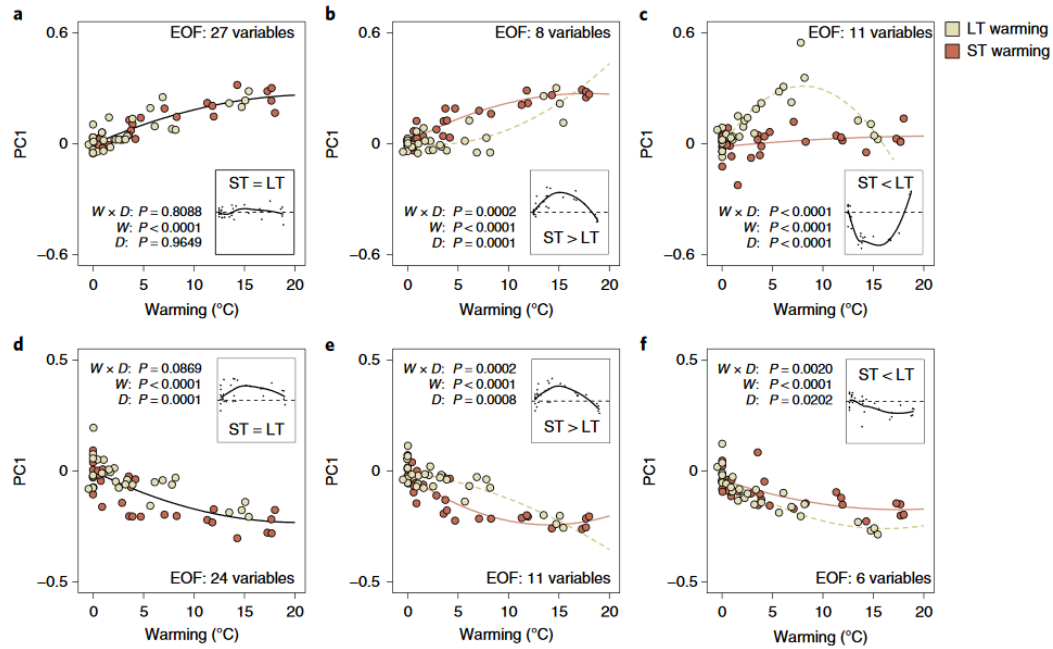 a
EOF: 27 variables
0.6
0
−0.6
PC1
W × D: P = 0.8088
W: P < 0.0001
D: P = 0.9649
ST = LT
0 5 10 15 20
Warming (°C)
b
EOF: 8 variables
0.6
0
−0.6
PC1
W × D: P = 0.0002
W: P < 0.0001
D: P = 0.0001
ST > LT
0 5 10 15 20
Warming (°C)
c
EOF: 11 variables
0.6
0
−0.6
PC1
W × D: P < 0.0001
W: P < 0.0001
D: P < 0.0001
ST < LT
0 5 10 15 20
Warming (°C)
LT warming
ST warming
d
0.5
0
−0.5
PC1
W × D: P = 0.0869
W: P < 0.0001
D: P = 0.0001
ST = LT
EOF: 24 variables
0 5 10 15 20
Warming (°C)
e
0.5
0
−0.5
PC1
W × D: P = 0.0002
W: P < 0.0001
D: P = 0.0008
ST > LT
EOF: 11 variables
0 5 10 15 20
Warming (°C)
f
0.5
0
−0.5
PC1
W × D: P = 0.0020
W: P < 0.0001
D: P = 0.0202
ST < LT
EOF: 6 variables
0 5 10 15 20
Warming (°C)